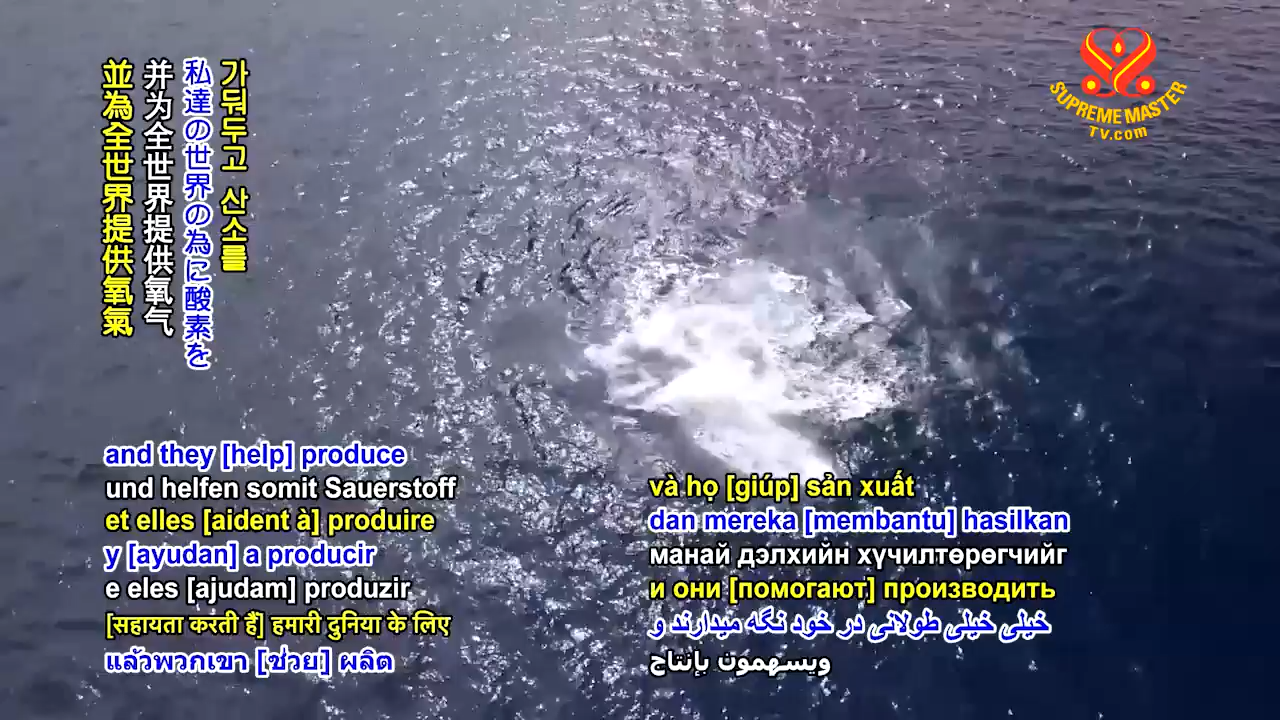 가둬두고 산소를
私達の世界の為に酸素を
并为全世界提供氧气
並為全世界提供氧氣
SUPREME MASTER
TV.com
and they [help] produce
und helfen somit Sauerstoff
et elles [aident à] produire
y [ayudan] a producir
e eles [ajudam] produzir
[सहायता करती हैं] हमारी दुनिया के लिए
แล้วพวกเขา [ช่วย] ผลิต
và họ [giúp] sản xuất
dan mereka [membantu] hasilkan
манай дэлхийн хүчилтөрөгчийг
и они [помогают] производить
خیلی خیلی طولانی در خود نگه میدارند و
ويسهمون بإنتاج